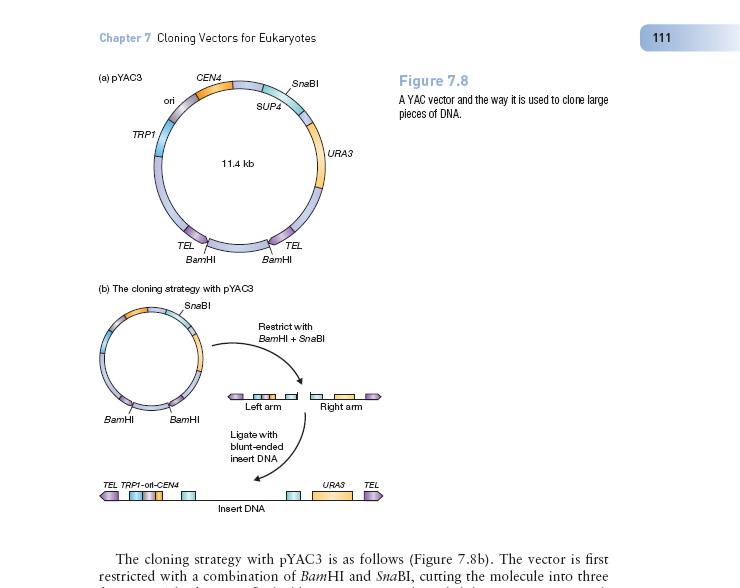 Chapter 7 Cloning Vectors for Eukaryotes
111
(a) pYAC3
CEN4
SnaBI
ori
SUP4
TRP1
URA3
11.4 kb
TEL
TEL
BamHI
BamHI
Figure 7.8
A YAC vector and the way it is used to clone large
pieces of DNA.
(b) The cloning strategy with pYAC3
SnaBI
Restrict with
BamHI + SnaBI
BamHI
BamHI
Left arm
Right arm
Ligate with
blunt-ended
insert DNA
TEL TRP1-ori-CEN4
URA3
TEL
Insert DNA
The cloning strategy with pYAC3 is as follows (Figure 7.8b). The vector is first
restricted with a combination of BamHI and SnaBI, cutting the molecule into three